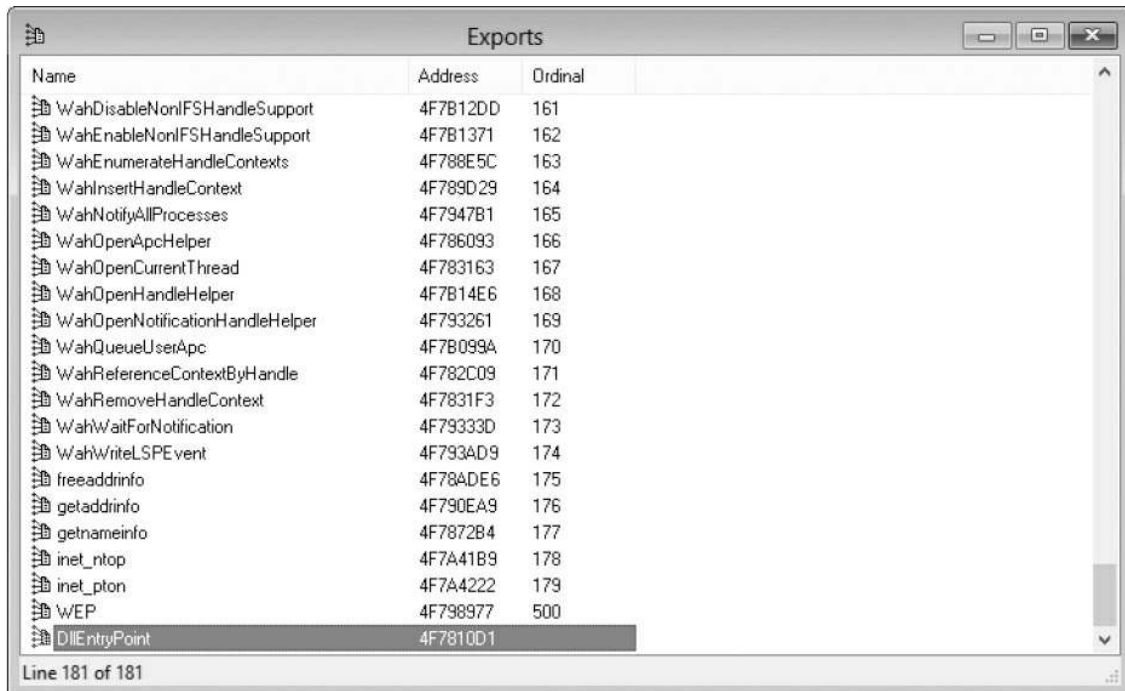 Exports
Name Address Ordinal
WahDisableNonIFSHandleSupport 4F7B12DD 161
WahEnableNonIFSHandleSupport 4F7B1371 162
WahEnumerateHandleContexts 4F788E5C 163
WahInsertHandleContext 4F789D29 164
WahNotifyAllProcesses 4F7947B1 165
WahOpenApcHelper 4F786093 166
WahOpenCurrentThread 4F783163 167
WahOpenHandleHelper 4F7B14E6 168
WahOpenNotificationHandleHelper 4F793261 169
WahQueueUserApc 4F7B099A 170
WahReferenceContextByHandle 4F782C09 171
WahRemoveHandleContext 4F7831F3 172
WahWaitForNotification 4F79333D 173
WahWriteLSPEvent 4F793AD9 174
freeaddrinfo 4F78ADE6 175
getaddrinfo 4F790EA9 176
getnameinfo 4F7872B4 177
inet_ntop 4F7A41B9 178
inet_pton 4F7A4222 179
WEP 4F798977 500
DllEntryPoint 4F7810D1
Line 181 of 181